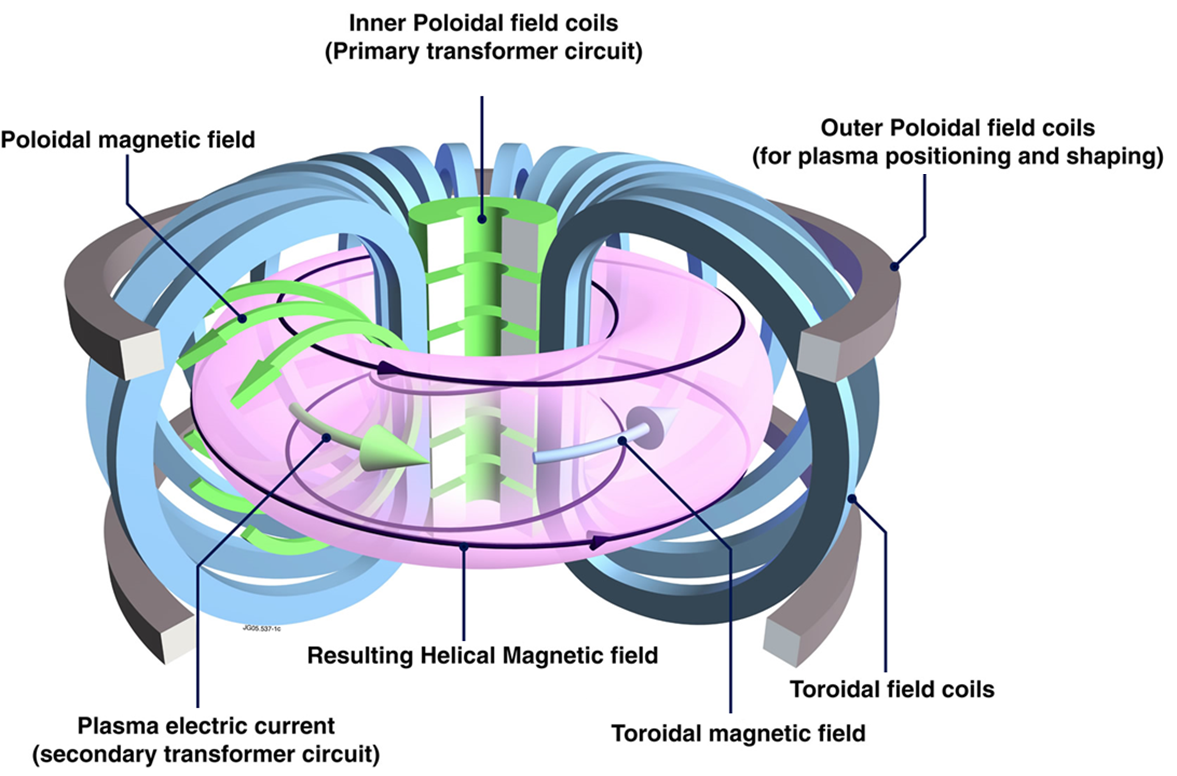 Inner Poloidal field coils
(Primary transformer circuit)
Poloidal magnetic field
Outer Poloidal field coils
(for plasma positioning and shaping)
JG05.537-1c
Resulting Helical Magnetic field
Toroidal field coils
Plasma electric current
(secondary transformer circuit)
Toroidal magnetic field